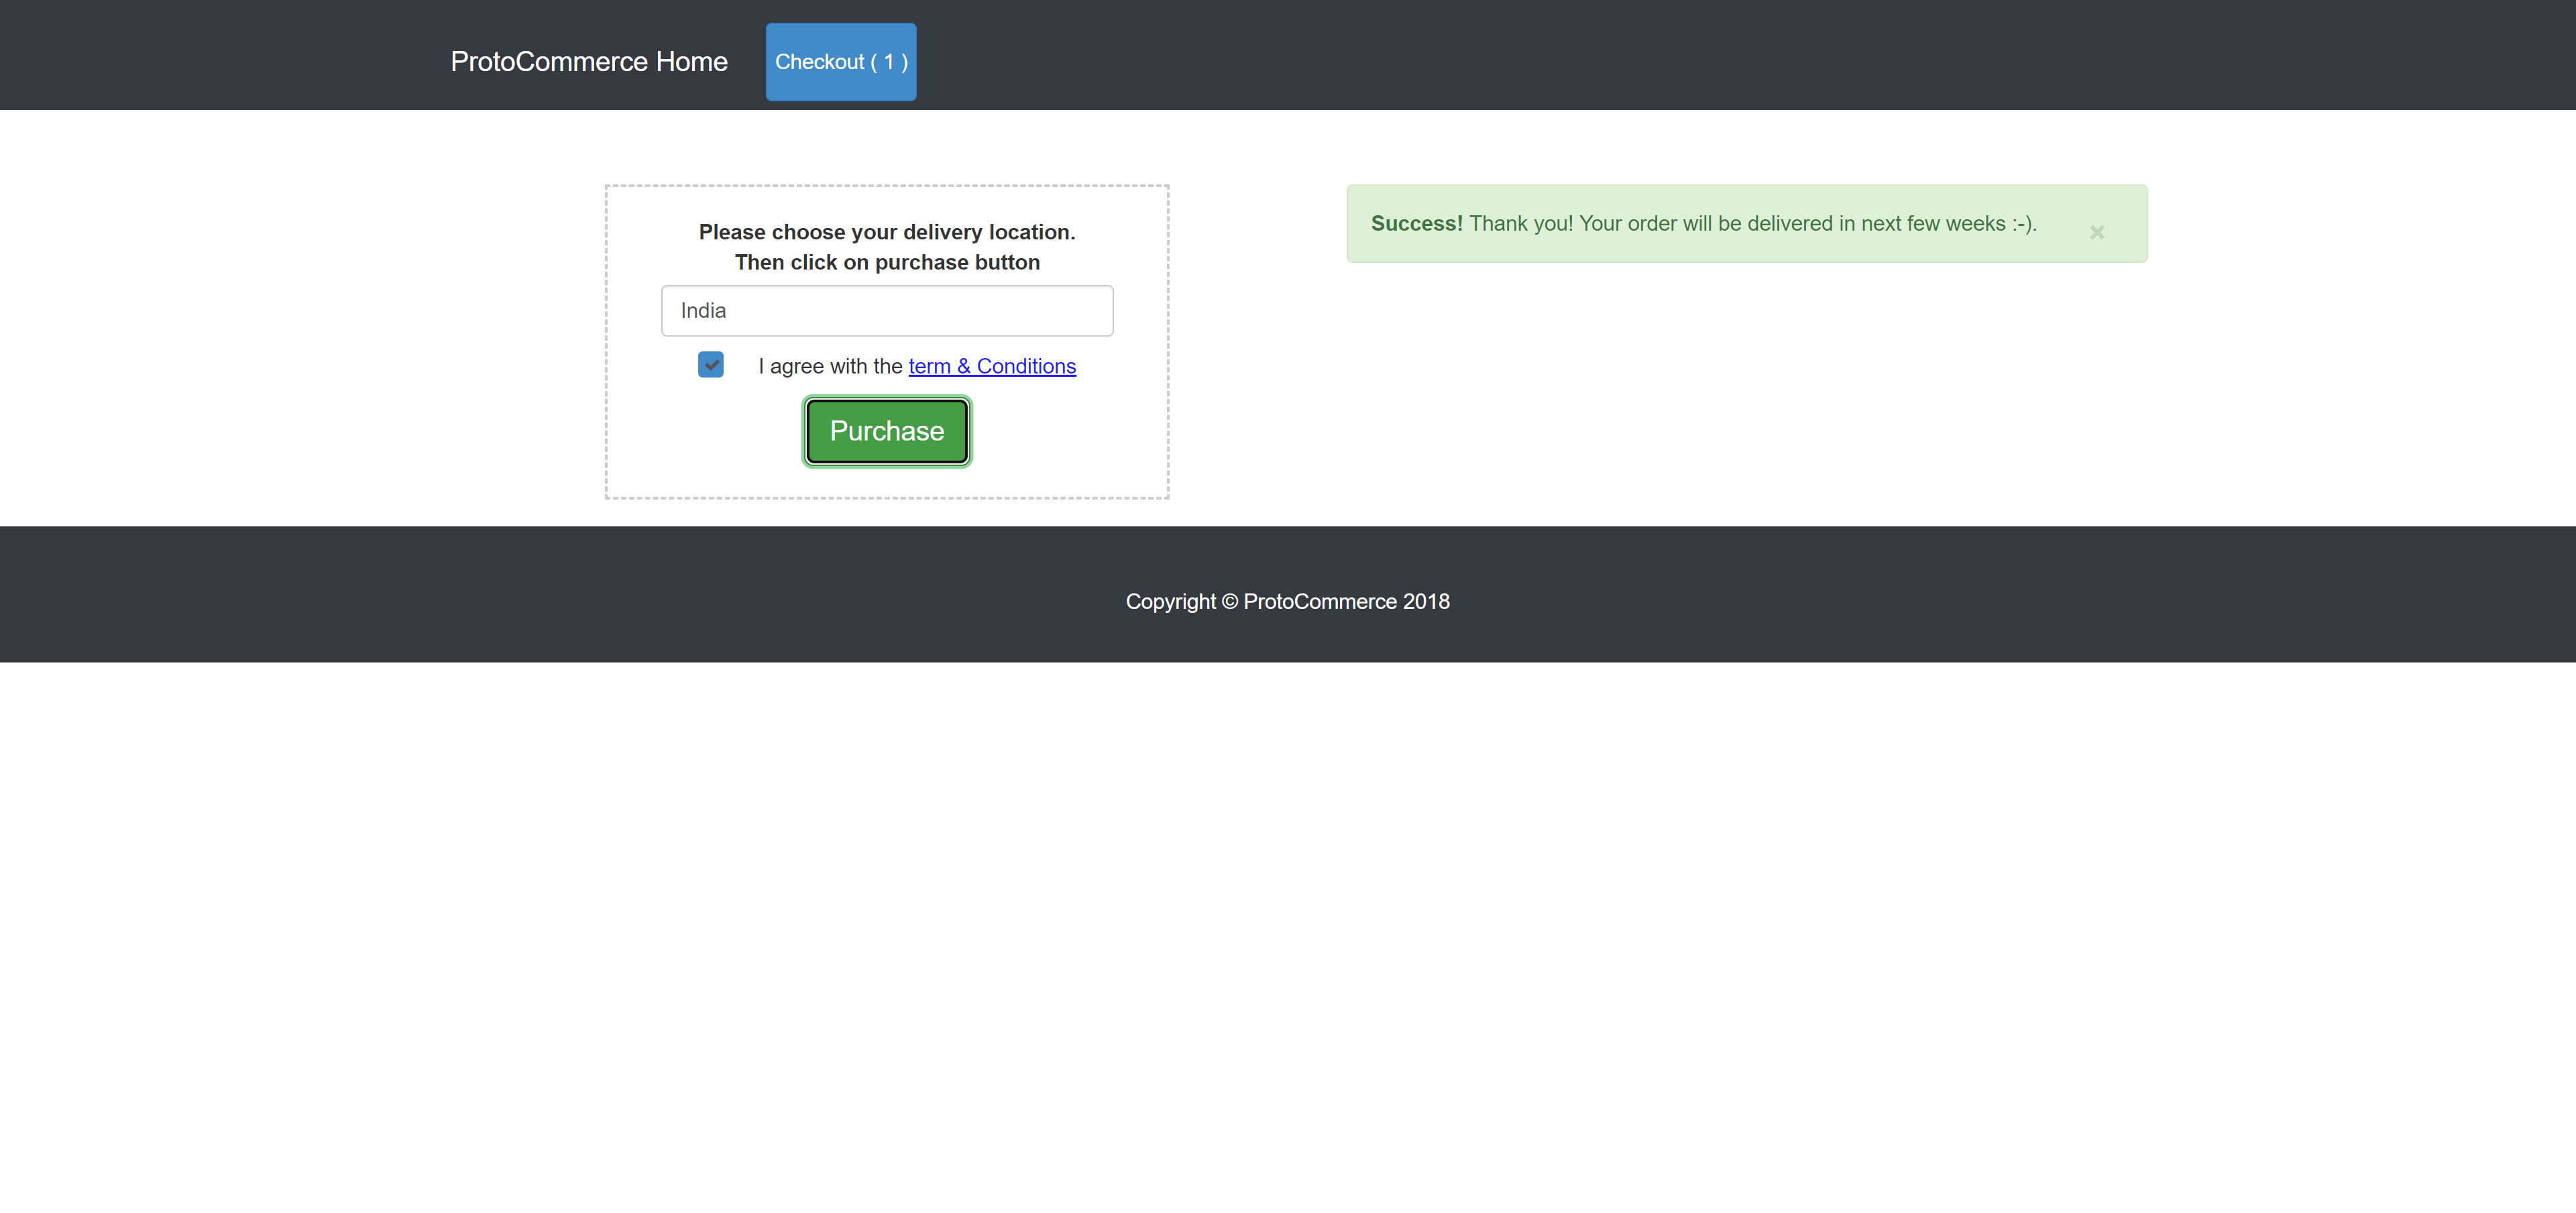 ProtoCommerce Home
Checkout ( 1 )
Please choose your delivery location.
Then click on purchase button
India
I agree with the term & Conditions
Purchase
Success! Thank you! Your order will be delivered in next few weeks :-).
×
Copyright © ProtoCommerce 2018